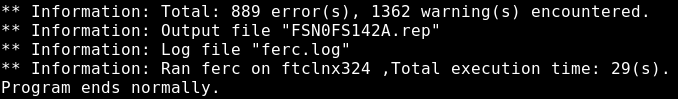 ** Information: Total: 889 error(s), 1362 warning(s) encountered.
** Information: Output file "FSN0FS142A.rep"
** Information: Log file "ferc.log"
** Information: Ran ferc on ftclnx324 ,Total execution time: 29(s).
Program ends normally.